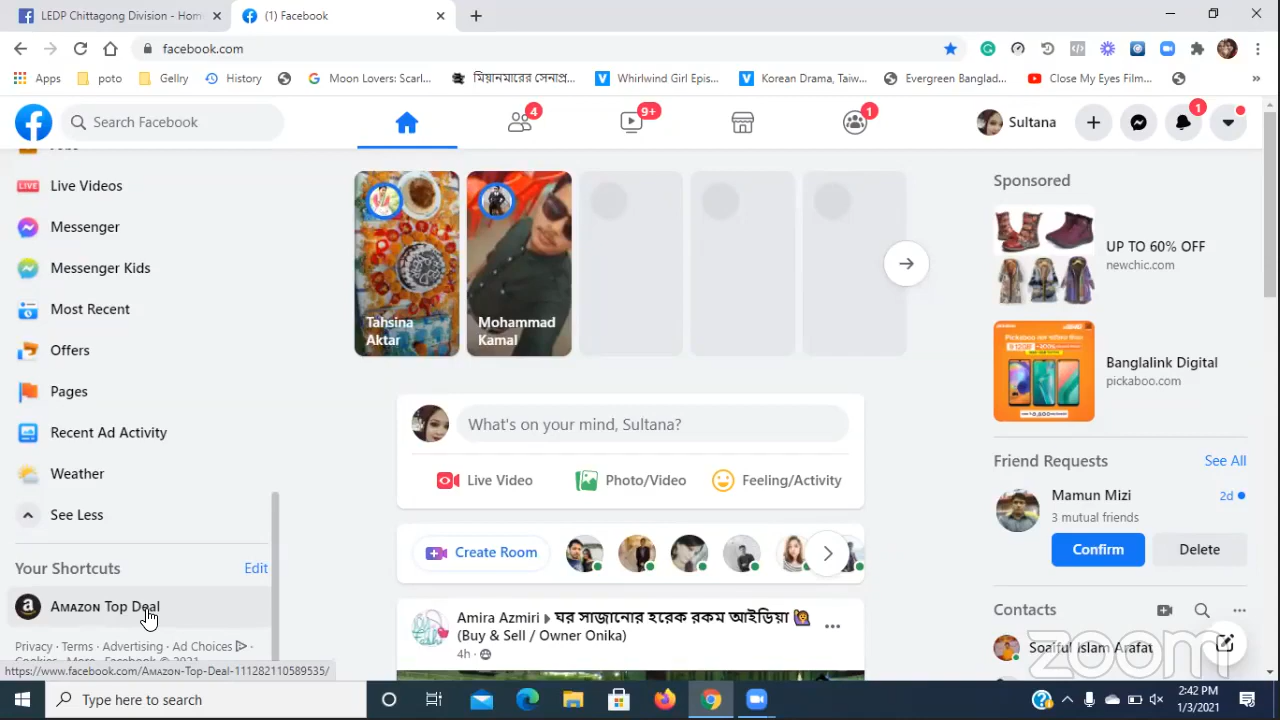 LEDP Chittagong Division - Hom
(1) Facebook
facebook.com
Apps
poto
Gellry
History
Moon Lovers: Scarl...
মিয়ানমারের সেনাপ্র...
Whirlwind Girl Epis...
Korean Drama, Taiw...
Evergreen Banglad...
Close My Eyes Film...
»
Search Facebook
4
9+
1
Sultana
1
Live Videos
Messenger
Messenger Kids
Most Recent
Offers
Pages
Recent Ad Activity
Weather
See Less
Your Shortcuts
Edit
Aᴍᴀᴢᴏɴ Top Deal
Privacy · Terms · Advertising · Ad Choices ·
Cookies · More · Facebook © 2021
https://www.facebook.com/Aᴍᴀᴢᴏɴ-Top-Deal-111282110589535/
Tahsina
Aktar
Mohammad
Kamal
What's on your mind, Sultana?
Live Video
Photo/Video
Feeling/Activity
Create Room
Amira Azmiri ঘর সাজানোর হরেক রকম আইডিয়া 🙋
(Buy & Sell / Owner Onika)
4h ·
Sponsored
UP TO 60% OFF
newchic.com
Banglalink Digital
pickaboo.com
Friend Requests
See All
Mamun Mizi
2d
3 mutual friends
Confirm
Delete
Contacts
Soaiful Islam Arafat
zoom
Type here to search
2:42 PM
1/3/2021